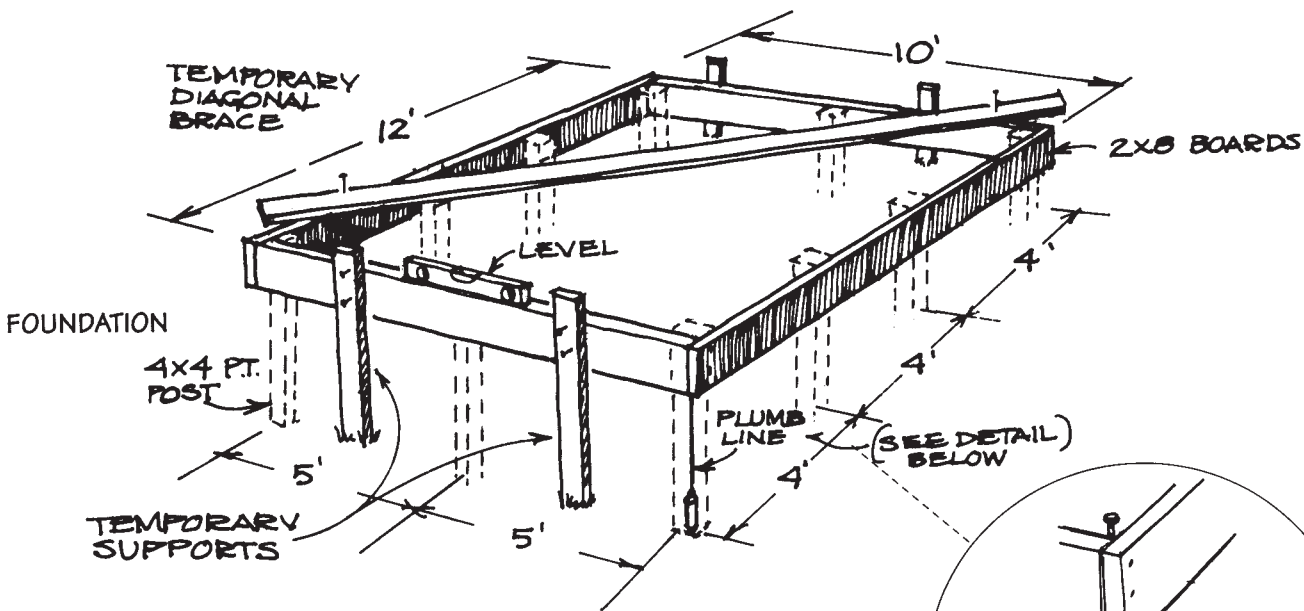 10'
TEMPORARY
DIAGONAL
BRACE
12'
2X8 BOARDS
LEVEL
4'
FOUNDATION
4X4 P.T.
POST
4'
PLUMB
LINE
(SEE DETAIL)
BELOW
5'
4'
TEMPORARY
SUPPORTS
5'